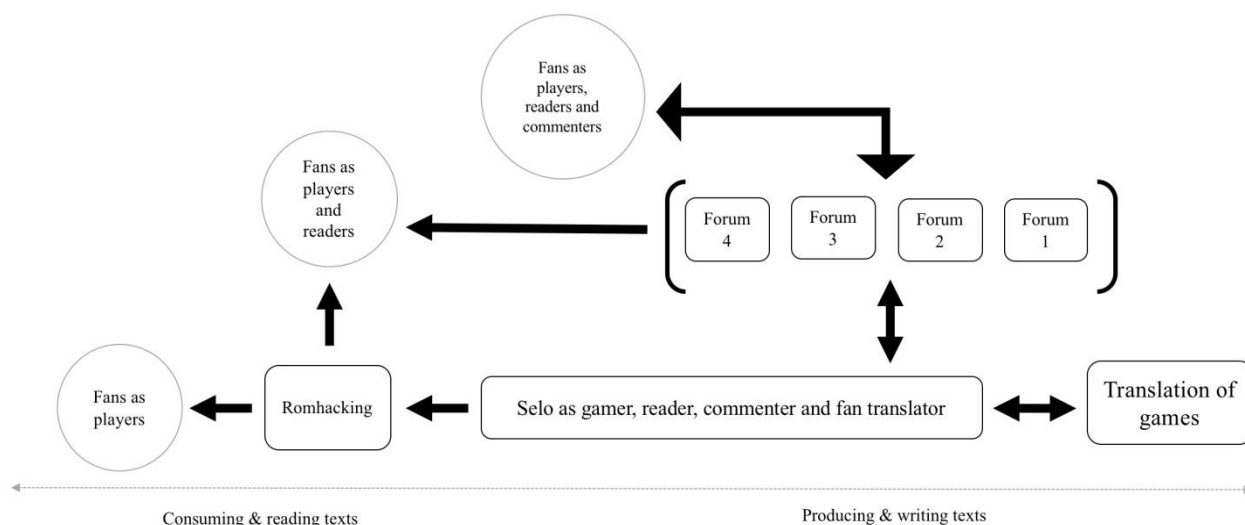 Fans as
players,
readers and
commenters
Fans as
players
and
readers
Forum
4
Forum
3
Forum
2
Forum
1
Fans as
players
Romhacking
Selo as gamer, reader, commenter and fan translator
Translation of
games
Consuming & reading texts
Producing & writing texts